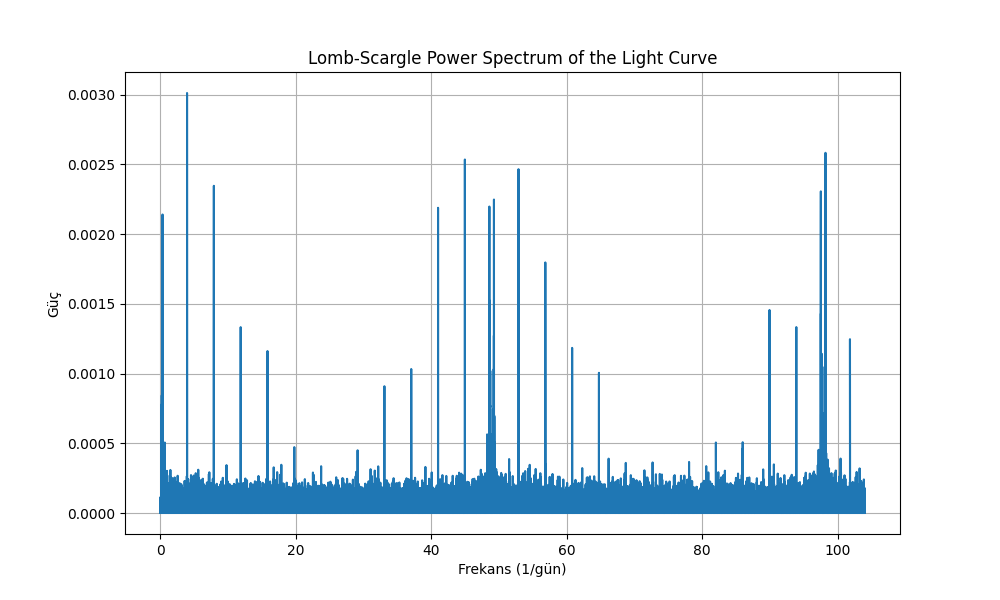 Lomb-Scargle Power Spectrum of the Light Curve
0.0030
0.0025
0.0020
0.0015
0.0010
0.0005
0.0000
Güç
0 20 40 60 80 100
Frekans (1/gün)